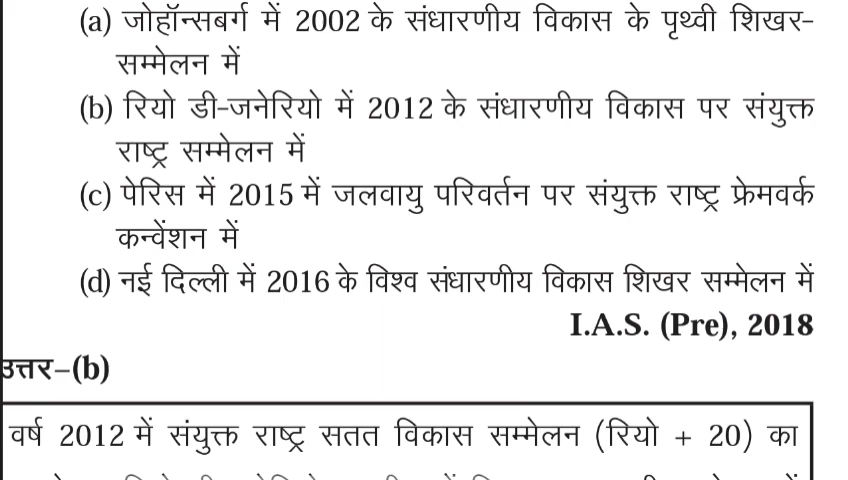 (a) जोहॉन्सबर्ग में 2002 के संधारणीय विकास के पृथ्वी शिखर-
सम्मेलन में
(b) रियो डी-जनेरियो में 2012 के संधारणीय विकास पर संयुक्त
राष्ट्र सम्मेलन में
(c) पेरिस में 2015 में जलवायु परिवर्तन पर संयुक्त राष्ट्र फ्रेमवर्क
कन्वेंशन में
(d) नई दिल्ली में 2016 के विश्व संधारणीय विकास शिखर सम्मेलन में
I.A.S. (Pre), 2018
उत्तर–(b)
वर्ष 2012 में संयुक्त राष्ट्र सतत विकास सम्मेलन (रियो + 20) का